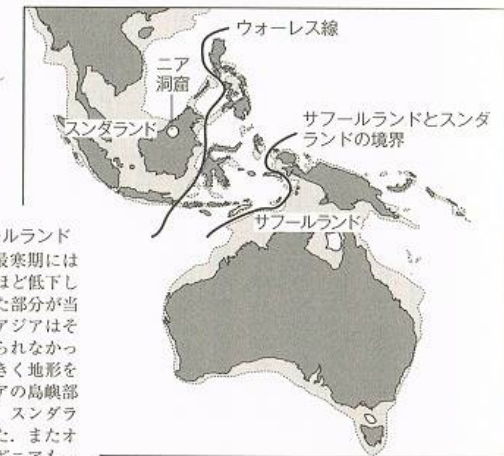 ウォーレス線
ニア
洞窟
スンダランド
サフールランドとスンダ
ランドの境界
サフールランド
ールランド
最寒期には
ほど低下し
た部分が当
アジアはそ
られなかっ
きく地形を
アの島嶼部
スンダラ
た．またオ